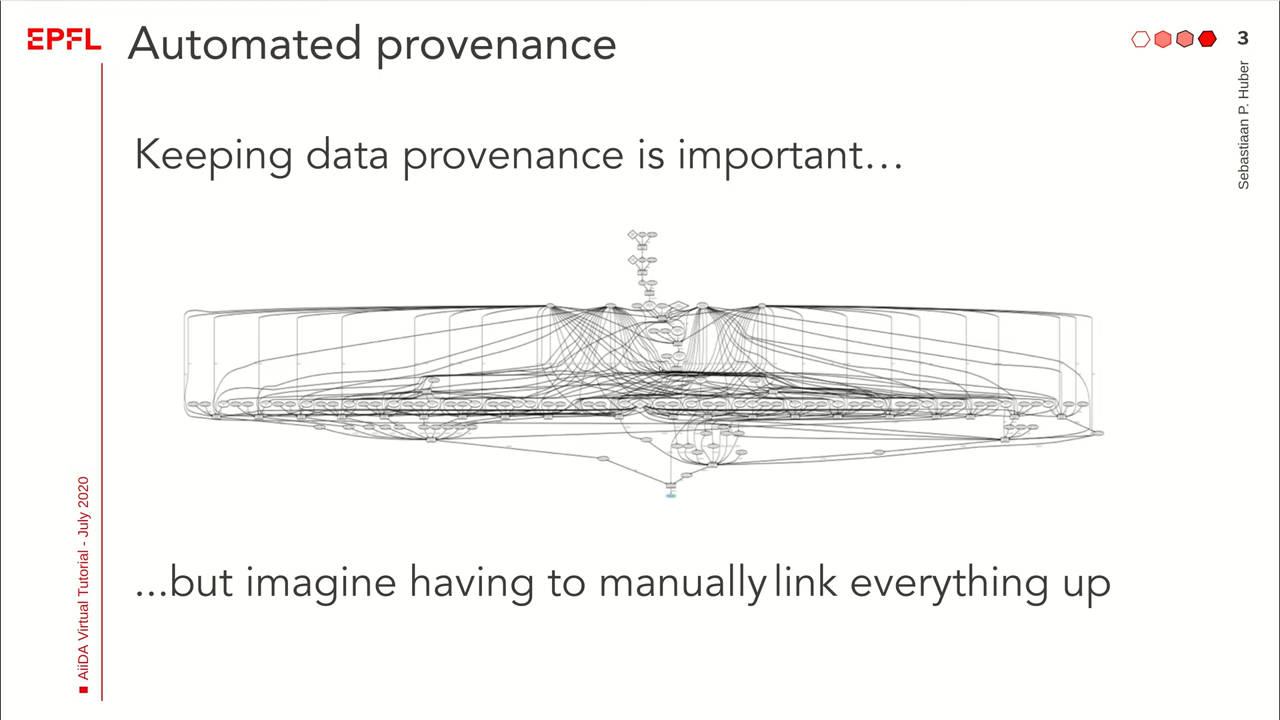 EPFL
Automated provenance
3
Sebastiaan P. Huber
Keeping data provenance is important…
...but imagine having to manually link everything up
AiiDA Virtual Tutorial - July 2020